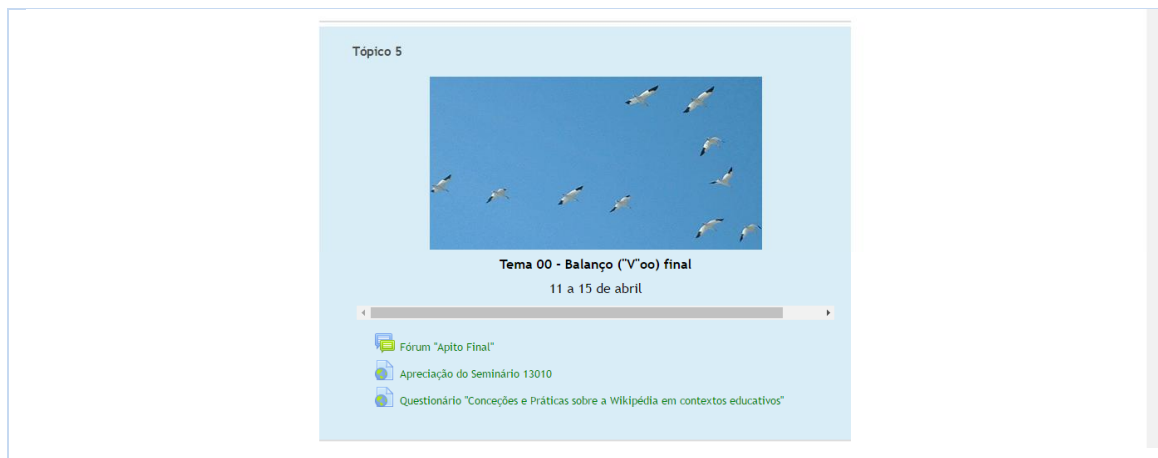 Tópico 5
Tema 00 - Balanço ("V"oo) final
11 a 15 de abril
Fórum "Apito Final"
Apreciação do Seminário 13010
Questionário "Conceções e Práticas sobre a Wikipédia em contextos educativos"